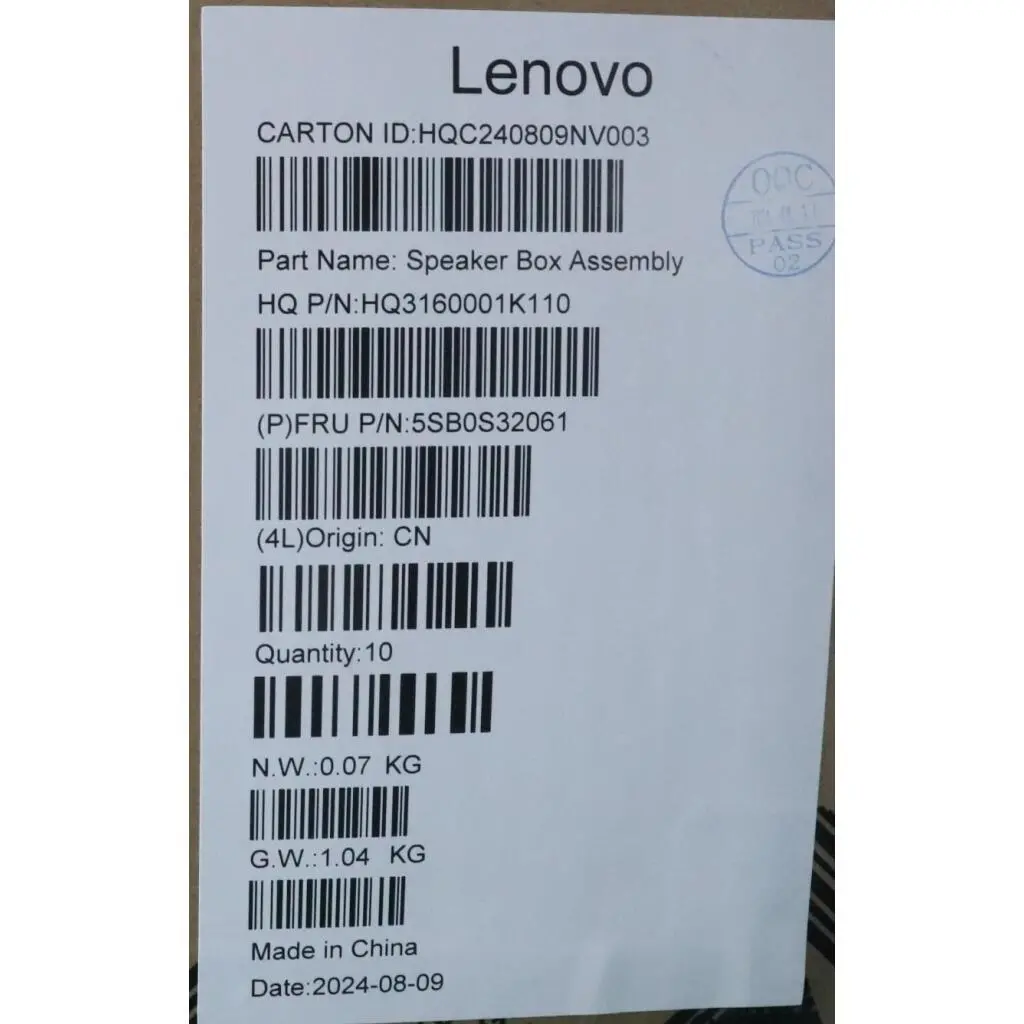 Lenovo
CARTON ID:HQC240809NV003
Part Name: Speaker Box Assembly
HQ P/N:HQ3160001K110
(P)FRU P/N:5SB0S32061
(4L)Origin: CN
Quantity:10
N.W.:0.07 KG
G.W.:1.04 KG
Made in China
Date:2024-08-09
PASS
02